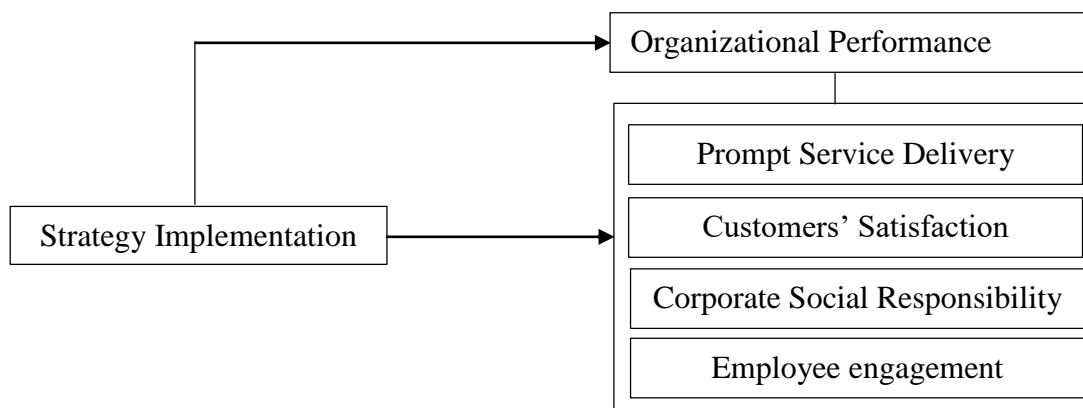 Organizational Performance
Prompt Service Delivery
Strategy Implementation
Customers’ Satisfaction
Corporate Social Responsibility
Employee engagement